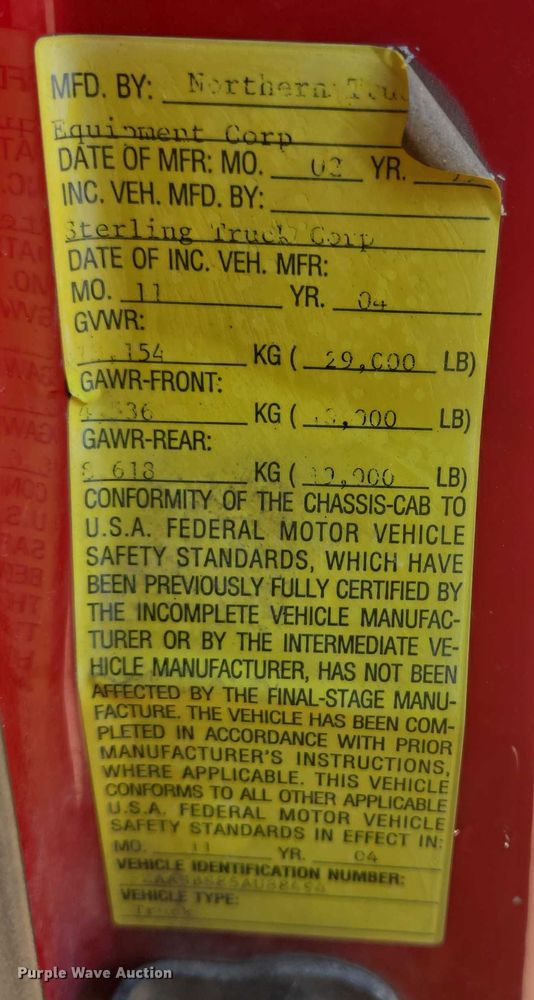 MFD. BY: Northern
Equipment Corp
DATE OF MFR: MO. 02 YR.
INC. VEH. MFD. BY:
Sterling Truck Corp
DATE OF INC. VEH. MFR:
MO. 11 YR. 04
GVWR:
KG ( 29,000 LB)
GAWR-FRONT:
KG ( LB)
GAWR-REAR:
KG ( LB)
CONFORMITY OF THE CHASSIS-CAB TO
U.S.A. FEDERAL MOTOR VEHICLE
SAFETY STANDARDS, WHICH HAVE
BEEN PREVIOUSLY FULLY CERTIFIED BY
THE INCOMPLETE VEHICLE MANUFAC-
TURER OR BY THE INTERMEDIATE VE-
HICLE MANUFACTURER, HAS NOT BEEN
AFFECTED BY THE FINAL-STAGE MANU-
FACTURE. THE VEHICLE HAS BEEN COM-
PLETED IN ACCORDANCE WITH PRIOR
MANUFACTURER'S INSTRUCTIONS,
WHERE APPLICABLE. THIS VEHICLE
CONFORMS TO ALL OTHER APPLICABLE
U.S.A. FEDERAL MOTOR VEHICLE
SAFETY STANDARDS IN EFFECT IN:
MO. 11 YR. 04
VEHICLE IDENTIFICATION NUMBER:
VEHICLE TYPE:
Truck
Purple Wave Auction